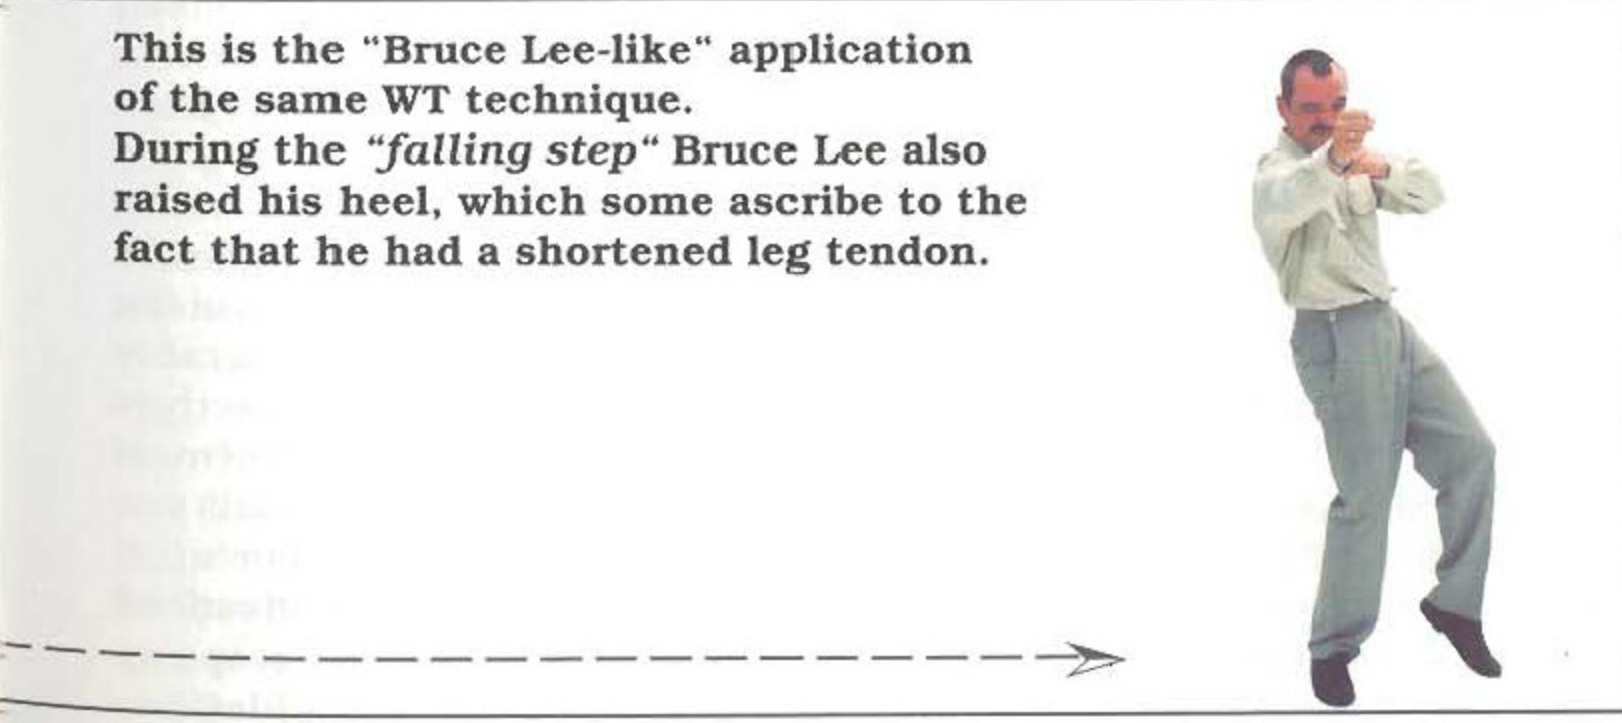 This is the “Bruce Lee-like“ application
of the same WT technique.
During the “falling step“ Bruce Lee also
raised his heel, which some ascribe to the
fact that he had a shortened leg tendon.